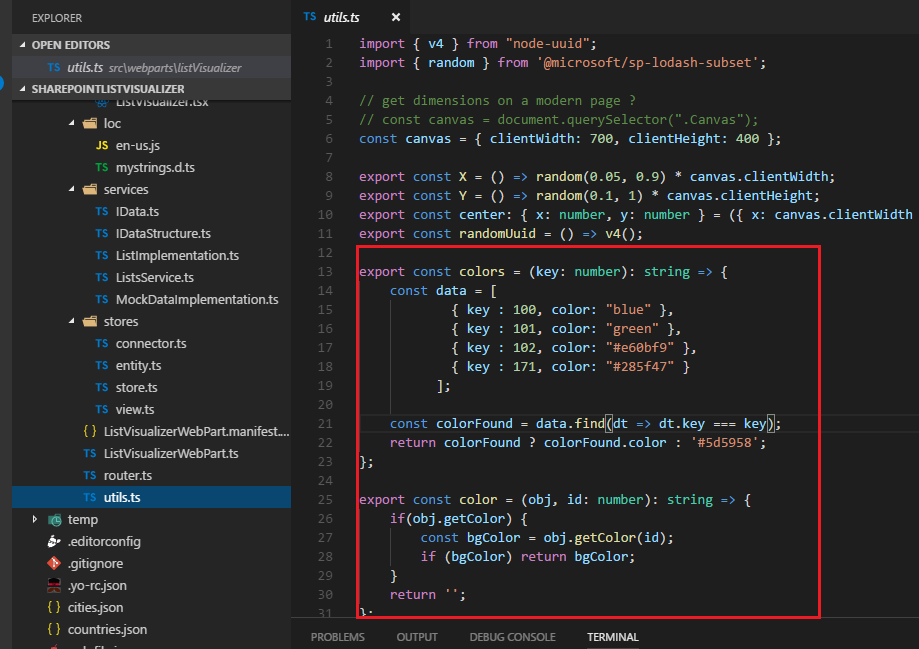 EXPLORER
OPEN EDITORS
TS utils.ts src\webparts\listVisualizer
SHAREPOINTLISTVISUALIZER
ListVisualizer.tsx
loc
JS en-us.js
TS mystrings.d.ts
services
TS IData.ts
TS IDataStructure.ts
TS ListImplementation.ts
TS ListsService.ts
TS MockDataImplementation.ts
stores
TS connector.ts
TS entity.ts
TS store.ts
TS view.ts
{ } ListVisualizerWebPart.manifest....
TS ListVisualizerWebPart.ts
TS router.ts
TS utils.ts
temp
.editorconfig
.gitignore
.yo-rc.json
{ } cities.json
{ } countries.json
TS utils.ts ×
1 import { v4 } from "node-uuid";
2 import { random } from '@microsoft/sp-lodash-subset';
3
4 // get dimensions on a modern page ?
5 // const canvas = document.querySelector(".Canvas");
6 const canvas = { clientWidth: 700, clientHeight: 400 };
7
8 export const X = () => random(0.05, 0.9) * canvas.clientWidth;
9 export const Y = () => random(0.1, 1) * canvas.clientHeight;
10 export const center: { x: number, y: number } = ({ x: canvas.clientWidth
11 export const randomUuid = () => v4();
12
13 export const colors = (key: number): string => {
14 const data = [
15 { key : 100, color: "blue" },
16 { key : 101, color: "green" },
17 { key : 102, color: "#e60bf9" },
18 { key : 171, color: "#285f47" }
19 ];
20
21 const colorFound = data.find(dt => dt.key === key);
22 return colorFound ? colorFound.color : '#5d5958';
23 };
24
25 export const color = (obj, id: number): string => {
26 if(obj.getColor) {
27 const bgColor = obj.getColor(id);
28 if (bgColor) return bgColor;
29 }
30 return '';
31 };
PROBLEMS OUTPUT DEBUG CONSOLE TERMINAL